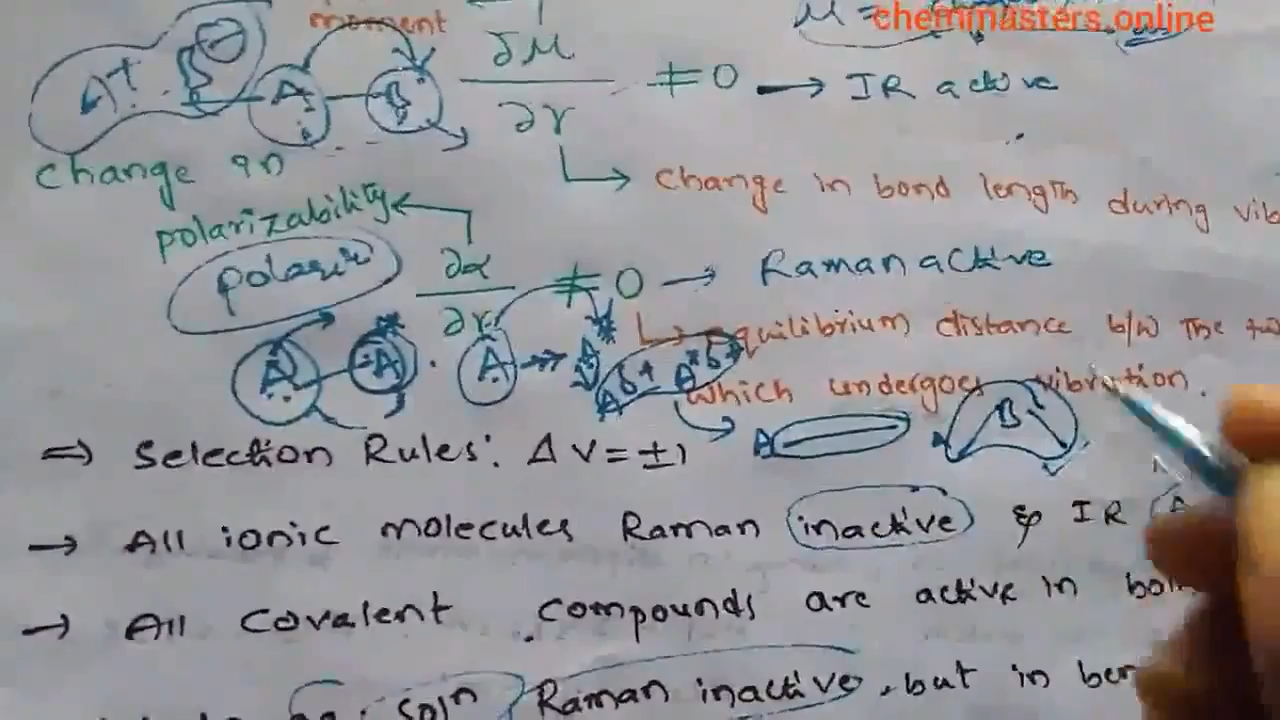 μ =
chemmasters.online
moment
A+ B⊖ A B ∂μ/∂r ≠ 0 → IR active
change in bond length during vib
change in
polarizability
polari
∂α/∂r ≠ 0 → Raman active
equilibrium distance b/w The
A A* A A A δ+ A* δ
which undergoes vibration.
A B
⇒ Selection Rules: Δv = ±1
→ All ionic molecules Raman inactive & IR A
→ All covalent compounds are active in bo
soln Raman inactive, but in ben